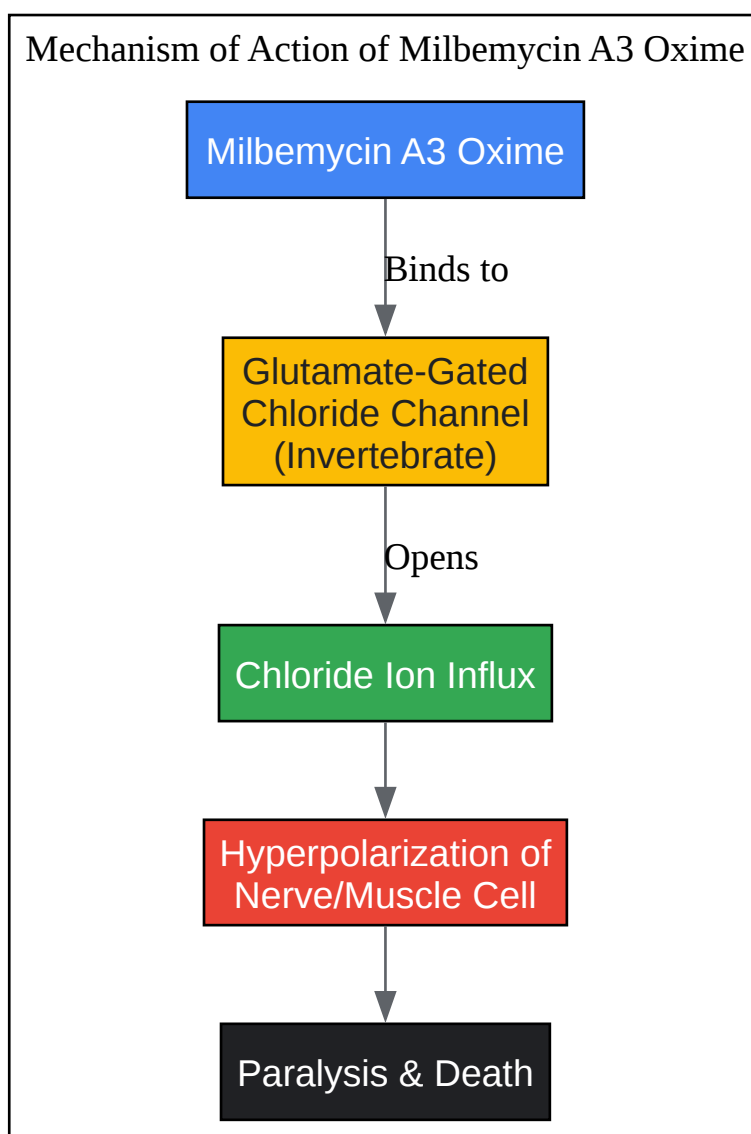 Mechanism of Action of Milbemycin A3 Oxime
Milbemycin A3 Oxime
Binds to
Glutamate-Gated
Chloride Channel
(Invertebrate)
Opens
Chloride Ion Influx
Hyperpolarization of
Nerve/Muscle Cell
Paralysis & Death